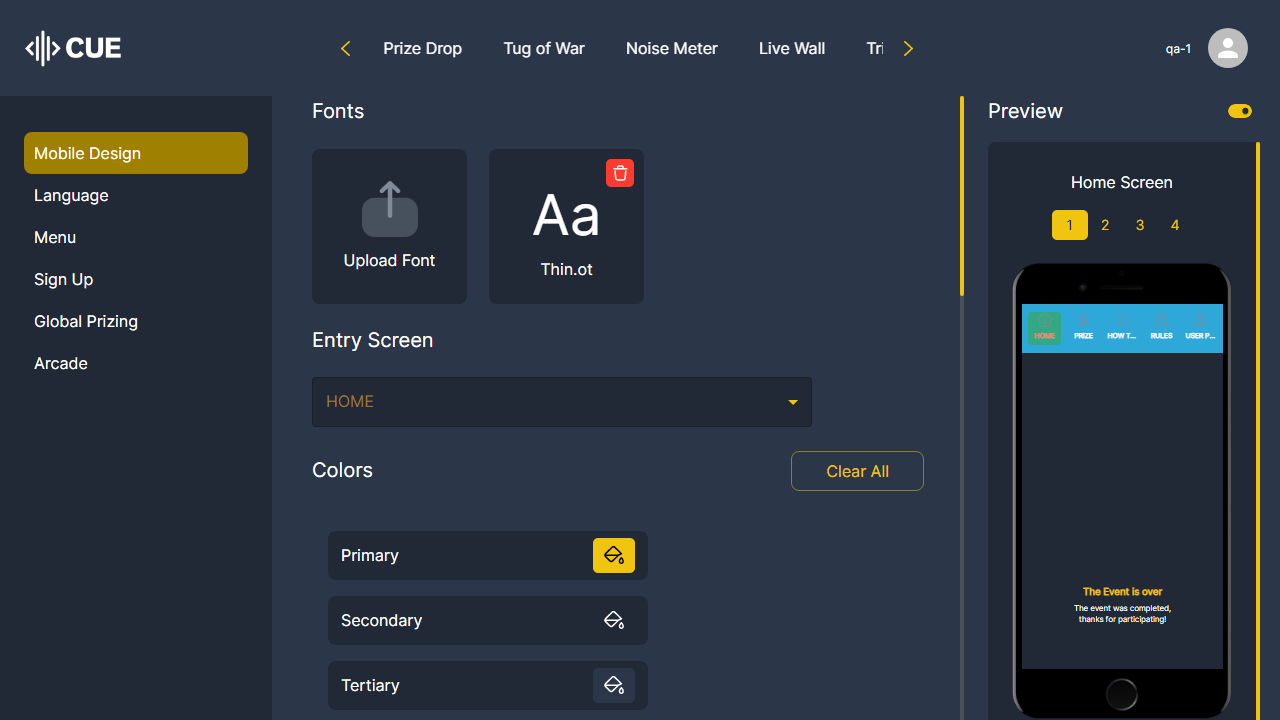 CUE
Prize Drop
Tug of War
Noise Meter
Live Wall
Tri
qa-1
Mobile Design
Language
Menu
Sign Up
Global Prizing
Arcade
Fonts
Upload Font
Aa
Thin.ot
Entry Screen
HOME
Colors
Clear All
Primary
Secondary
Tertiary
Preview
Home Screen
1 2 3 4
HOME PRIZE HOW T... RULES USER P...
The Event is over
The event was completed,
thanks for participating!